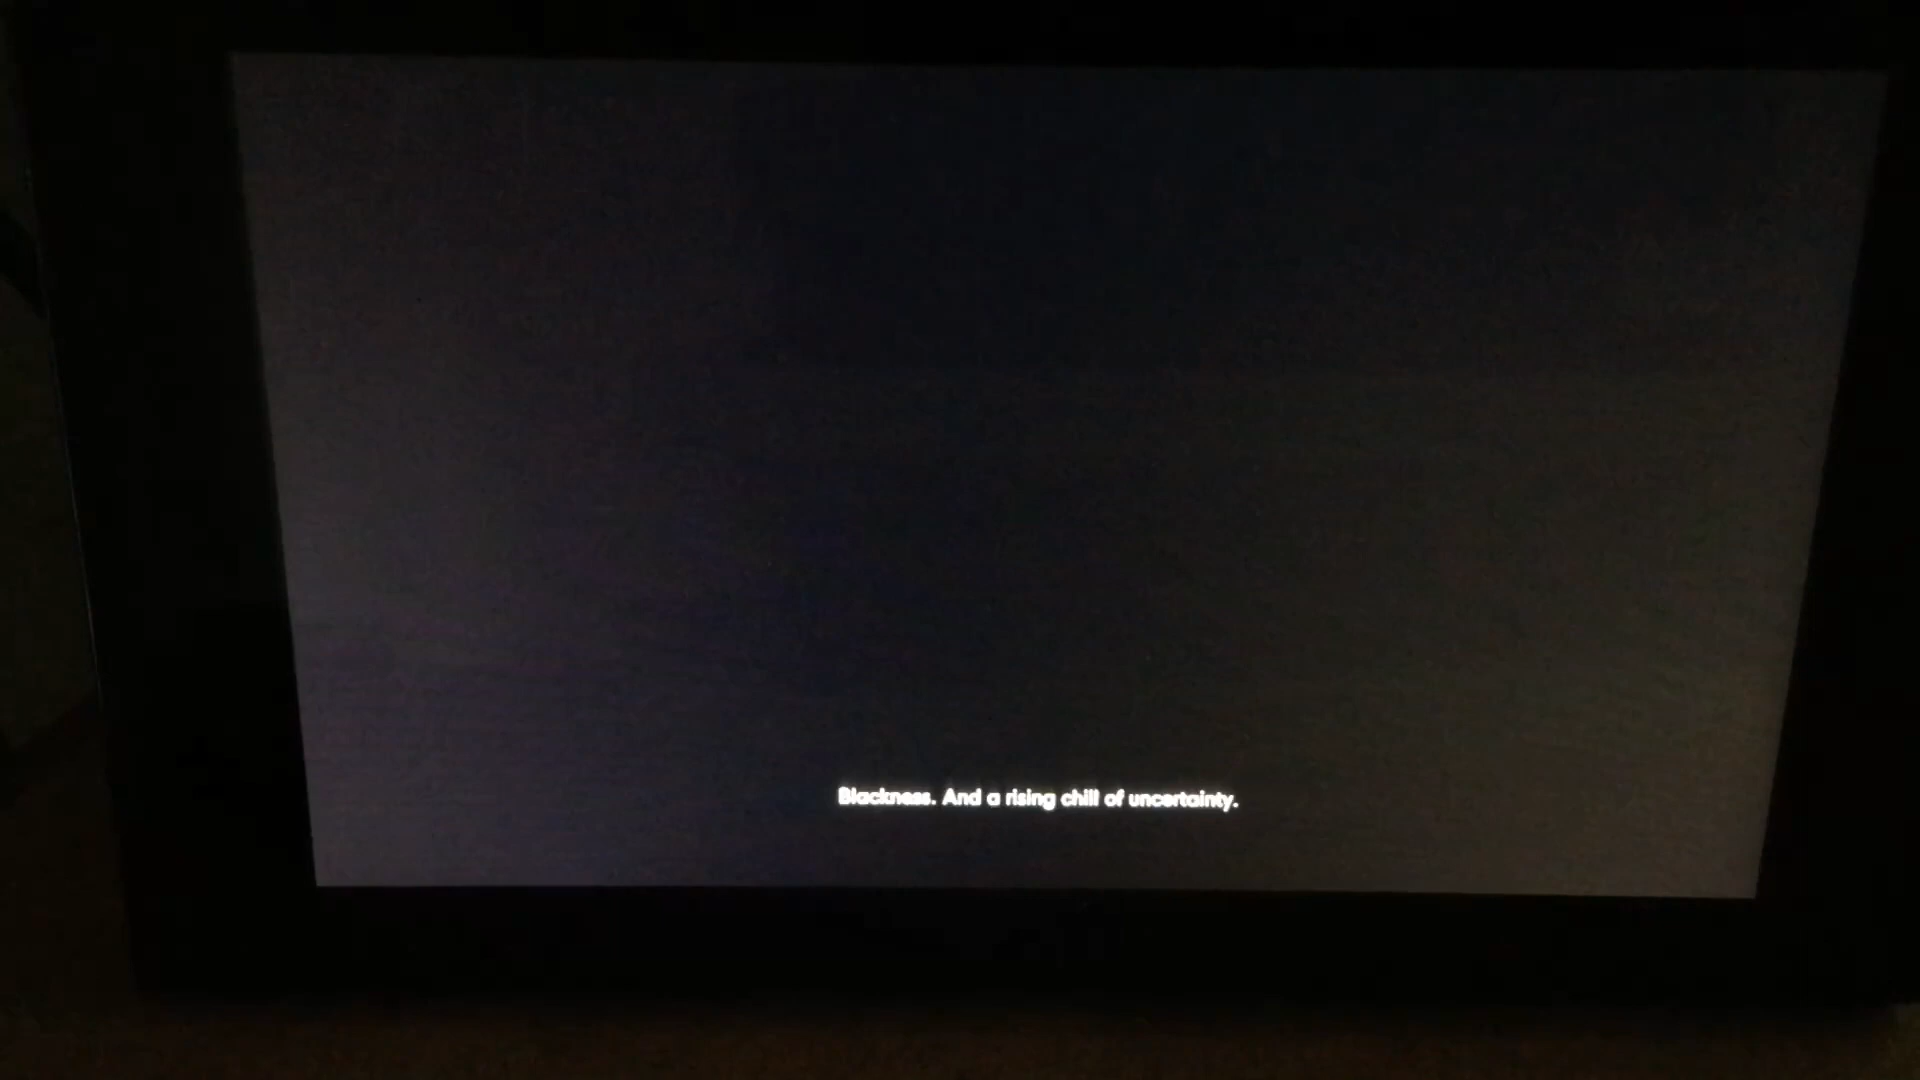 Blackness. And a rising chill of uncertainty.